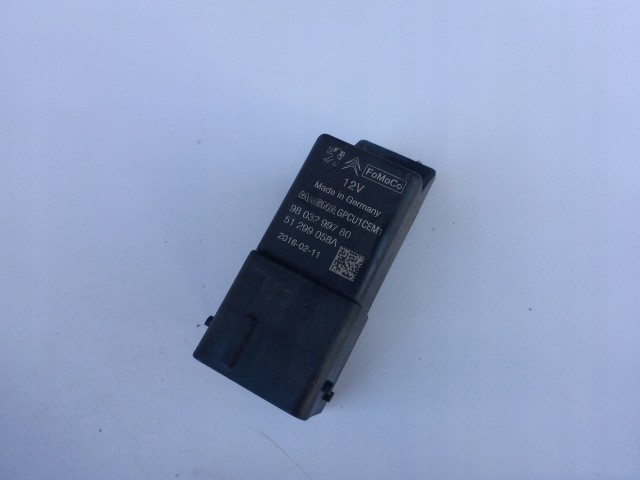 FoMoCo
12V
Made in Germany
GPCU1CEM1
98 032 997 80
51 299 058A
2016-02-11